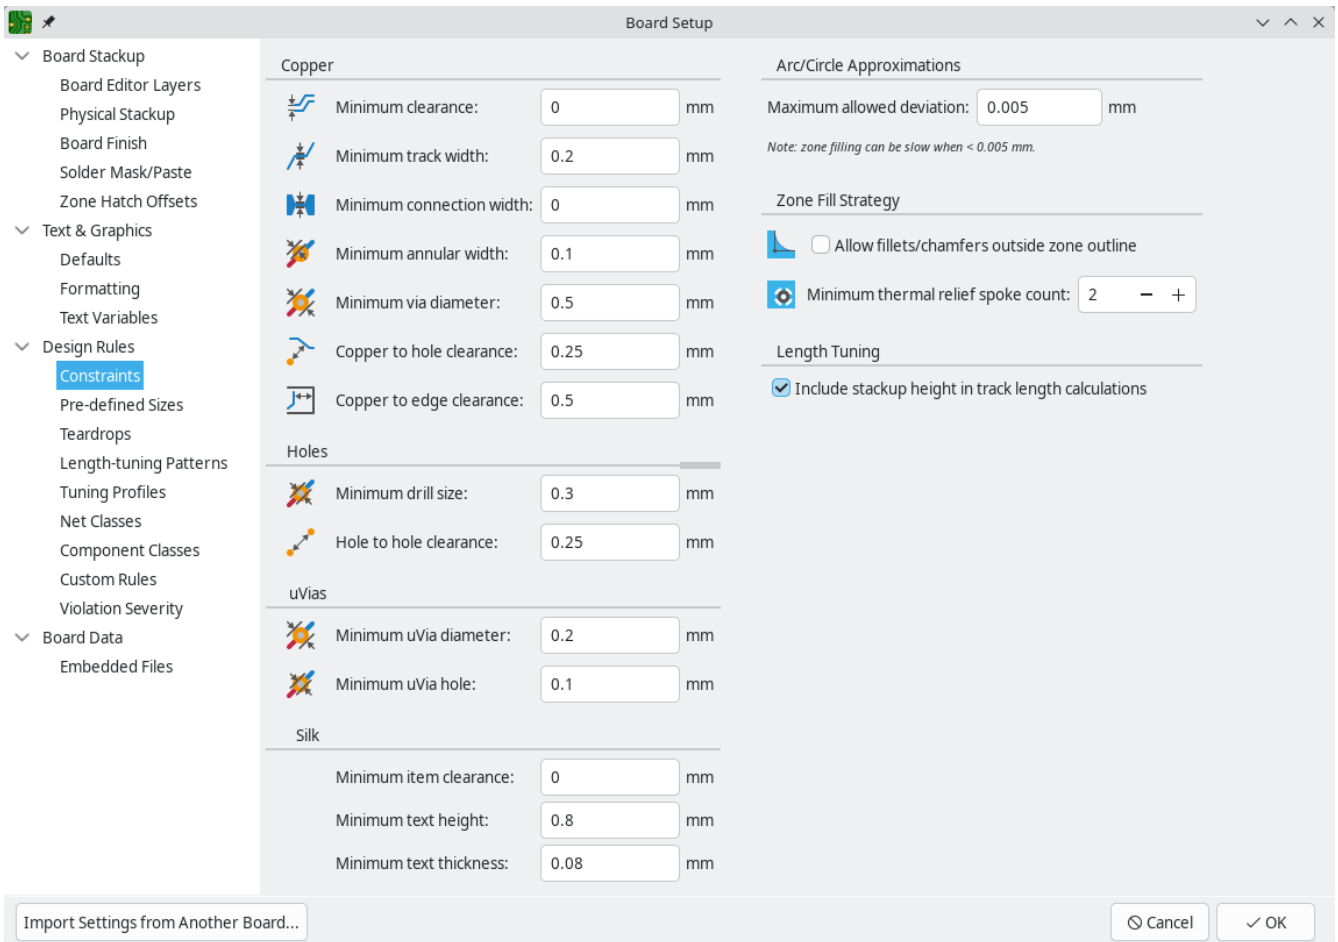 Board Setup
Board Stackup
Board Editor Layers
Physical Stackup
Board Finish
Solder Mask/Paste
Zone Hatch Offsets
Text & Graphics
Defaults
Formatting
Text Variables
Design Rules
Constraints
Pre-defined Sizes
Teardrops
Length-tuning Patterns
Tuning Profiles
Net Classes
Component Classes
Custom Rules
Violation Severity
Board Data
Embedded Files
Copper
Minimum clearance: 0 mm
Minimum track width: 0.2 mm
Minimum connection width: 0 mm
Minimum annular width: 0.1 mm
Minimum via diameter: 0.5 mm
Copper to hole clearance: 0.25 mm
Copper to edge clearance: 0.5 mm
Holes
Minimum drill size: 0.3 mm
Hole to hole clearance: 0.25 mm
uVias
Minimum uVia diameter: 0.2 mm
Minimum uVia hole: 0.1 mm
Silk
Minimum item clearance: 0 mm
Minimum text height: 0.8 mm
Minimum text thickness: 0.08 mm
Arc/Circle Approximations
Maximum allowed deviation: 0.005 mm
Note: zone filling can be slow when < 0.005 mm.
Zone Fill Strategy
Allow fillets/chamfers outside zone outline
Minimum thermal relief spoke count: 2 − +
Length Tuning
Include stackup height in track length calculations
Import Settings from Another Board...
Cancel
OK